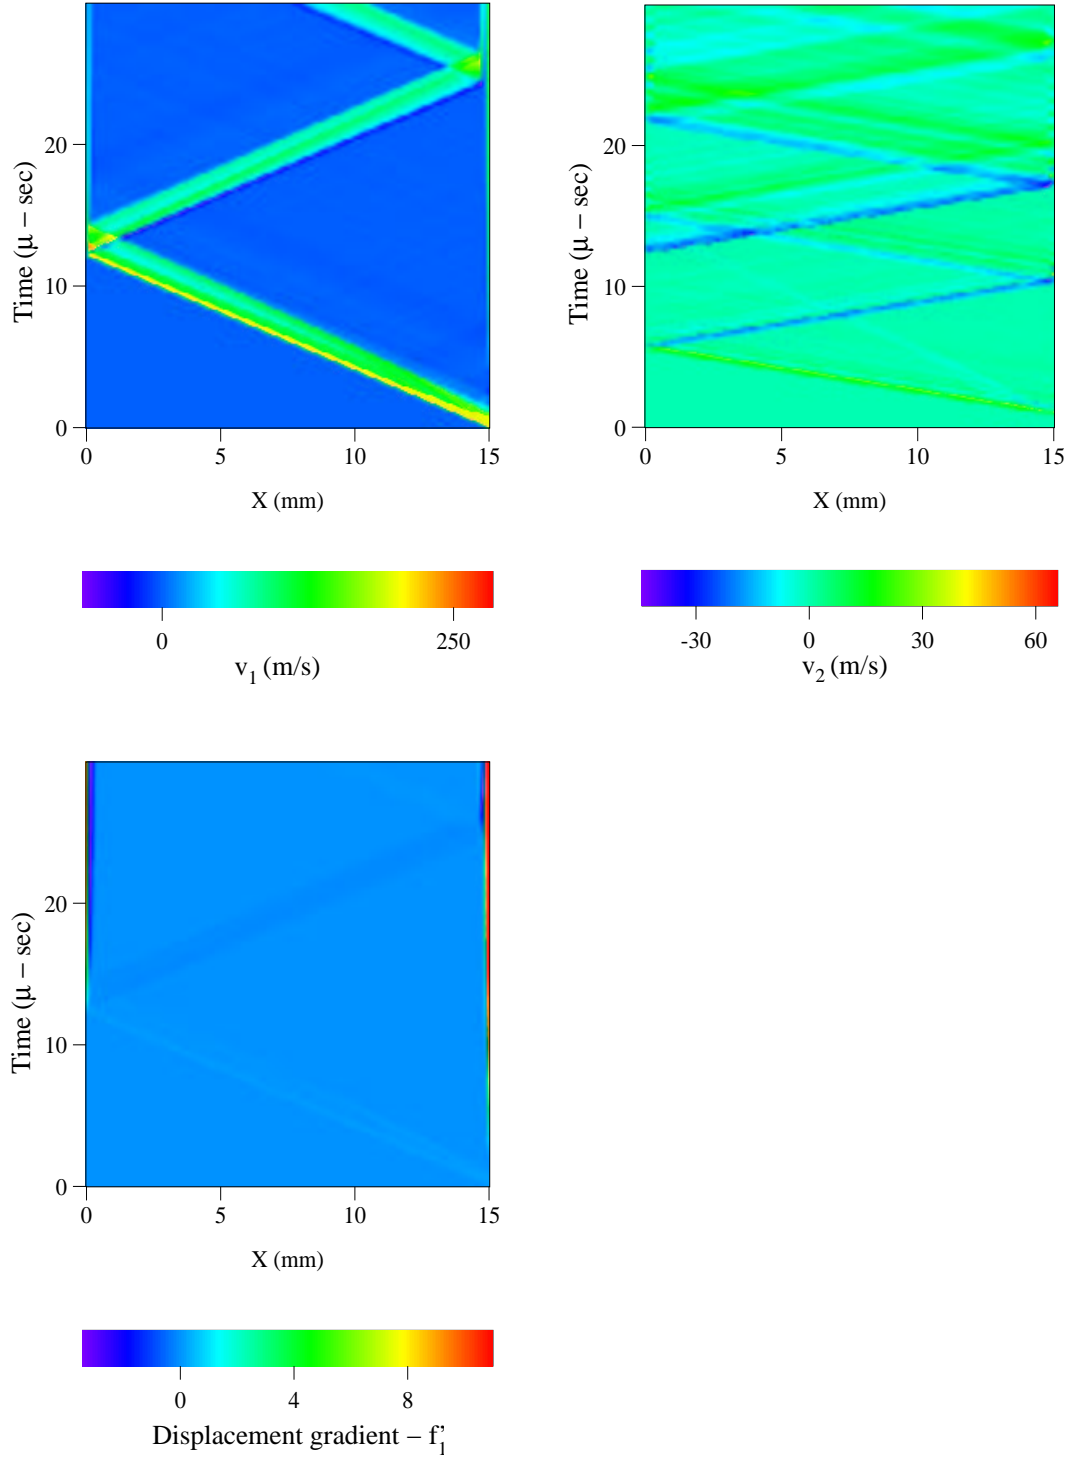 Time (μ − sec)
20
10
0
0 5 10 15
X (mm)
0 250
v1 (m/s)
Time (μ − sec)
20
10
0
0 5 10 15
X (mm)
-30 0 30 60
v2 (m/s)
Time (μ − sec)
20
10
0
0 5 10 15
X (mm)
0 4 8
Displacement gradient – f1'